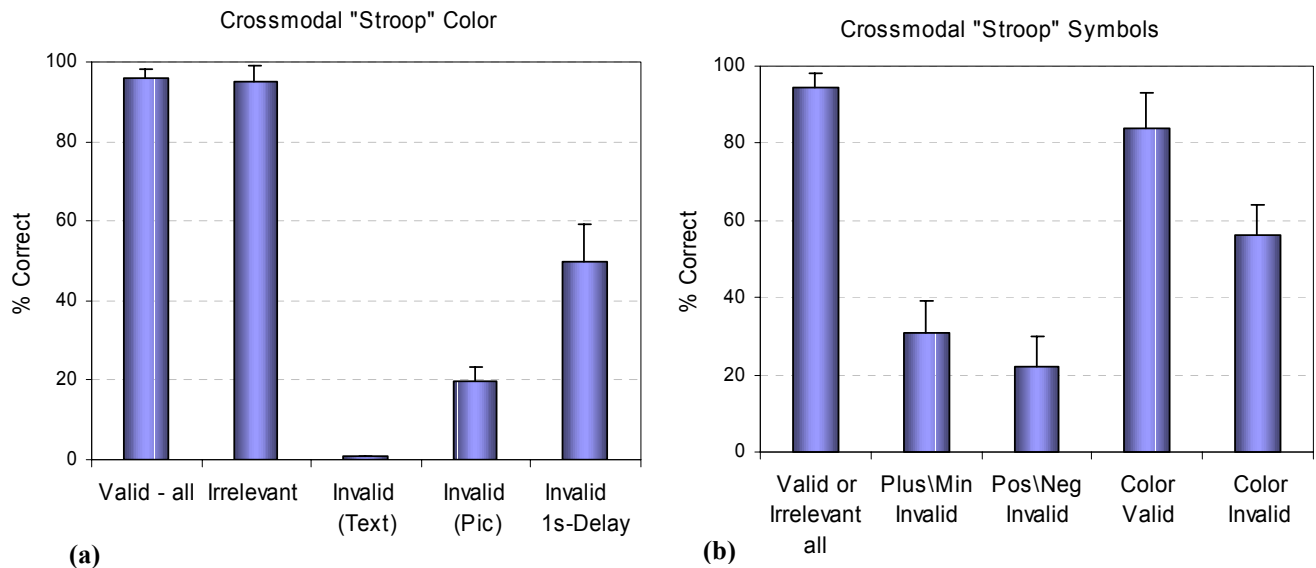 Crossmodal "Stroop" Color
% Correct
100
80
60
40
20
0
Valid - all Irrelevant Invalid Invalid Invalid
(Text) (Pic) 1s-Delay
(a)
Crossmodal "Stroop" Symbols
% Correct
100
80
60
40
20
0
Valid or Plus\Min Pos\Neg Color Color
Irrelevant Invalid Invalid Valid Invalid
all
(b)